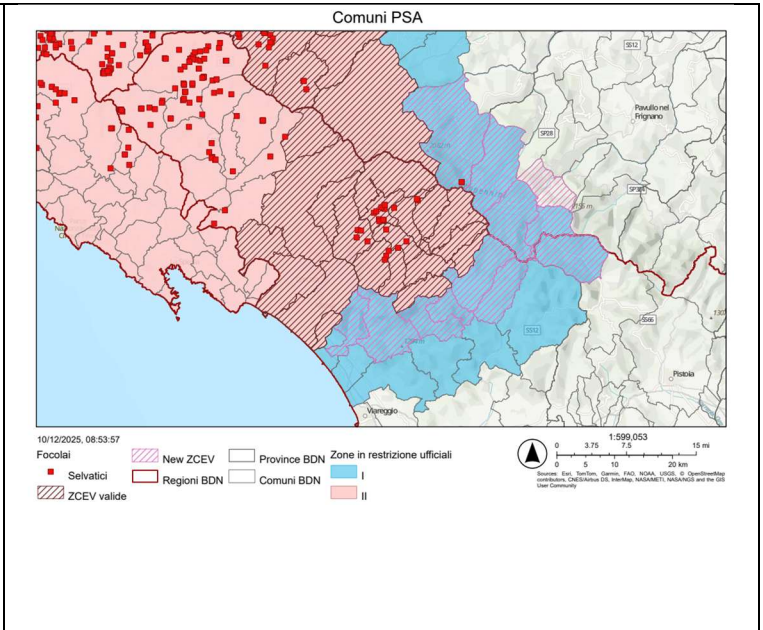 Comuni PSA
SS12
Pavullo nel
Frignano
SP28
SS12
SS66
Pistoia
Viareggio
10/12/2025, 08:53:57
Focolai
Selvatici
ZCEV valide
New ZCEV
Regioni BDN
Province BDN
Comuni BDN
Zone in restrizione ufficiali
I
II
1:599,053
0 3.75 7.5 15 mi
0 5 10 20 km
Sources: Esri, TomTom, Garmin, FAO, NOAA, USGS, © OpenStreetMap
contributors, CNES/Airbus DS, InterMap, NASA/METI, NASA/NGS and the GIS
User Community